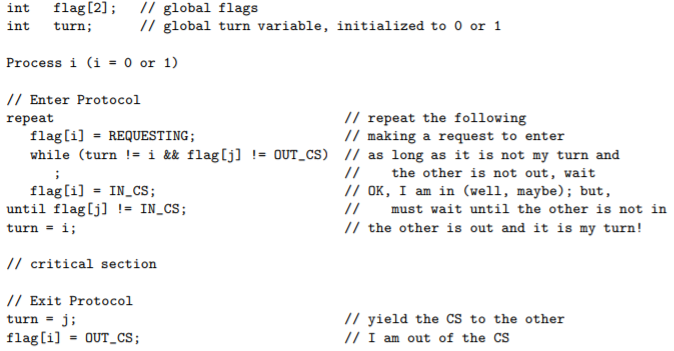 int   flag[2];   // global flags
int   turn;      // global turn variable, initialized to 0 or 1
Process i (i = 0 or 1)
// Enter Protocol
repeat                                     // repeat the following
   flag[i] = REQUESTING;                   // making a request to enter
   while (turn != i && flag[j] != OUT_CS)  // as long as it is not my turn and
      ;                                    //    the other is not out, wait
   flag[i] = IN_CS;                        // OK, I am in (well, maybe); but,
until flag[j] != IN_CS;                    //    must wait until the other is not in
turn = i;                                  // the other is out and it is my turn!
// critical section
// Exit Protocol
turn = j;                                  // yield the CS to the other
flag[i] = OUT_CS;                          // I am out of the CS